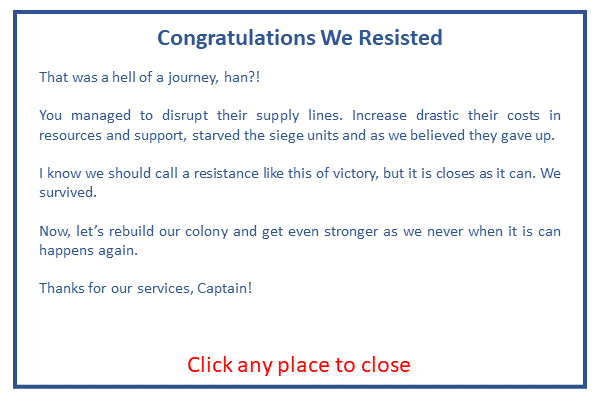 Congratulations We Resisted
That was a hell of a journey, han?!
You managed to disrupt their supply lines. Increase drastic their costs in
resources and support, starved the siege units and as we believed they gave up.
I know we should call a resistance like this of victory, but it is closes as it can. We
survived.
Now, let’s rebuild our colony and get even stronger as we never when it is can
happens again.
Thanks for our services, Captain!
Click any place to close